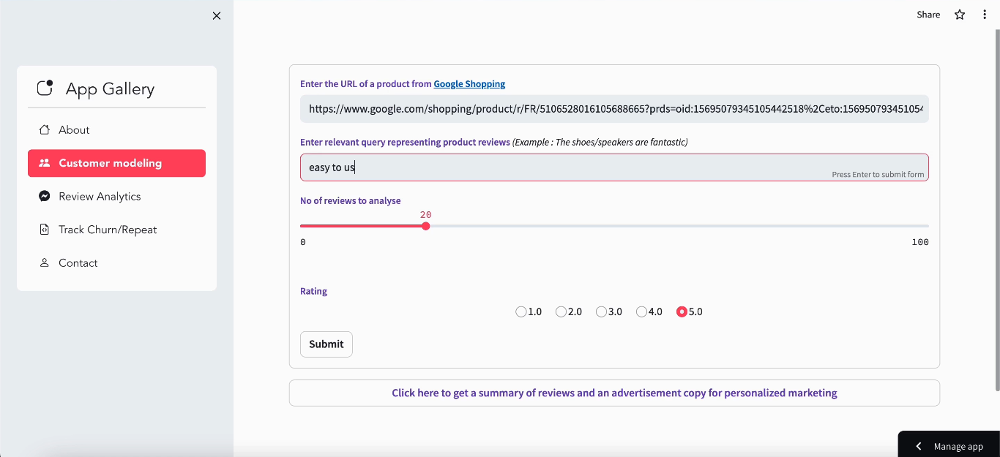 Share
App Gallery
About
Customer modeling
Review Analytics
Track Churn/Repeat
Contact
Enter the URL of a product from Google Shopping
https://www.google.com/shopping/product/r/FR/5106528016105688665?prds=oid:15695079345105442518%2Ceto:156950793451054
Enter relevant query representing product reviews (Example : The shoes/speakers are fantastic)
easy to us
Press Enter to submit form
No of reviews to analyse
20
0 100
Rating
1.0 2.0 3.0 4.0 5.0
Submit
Click here to get a summary of reviews and an advertisement copy for personalized marketing
Manage app